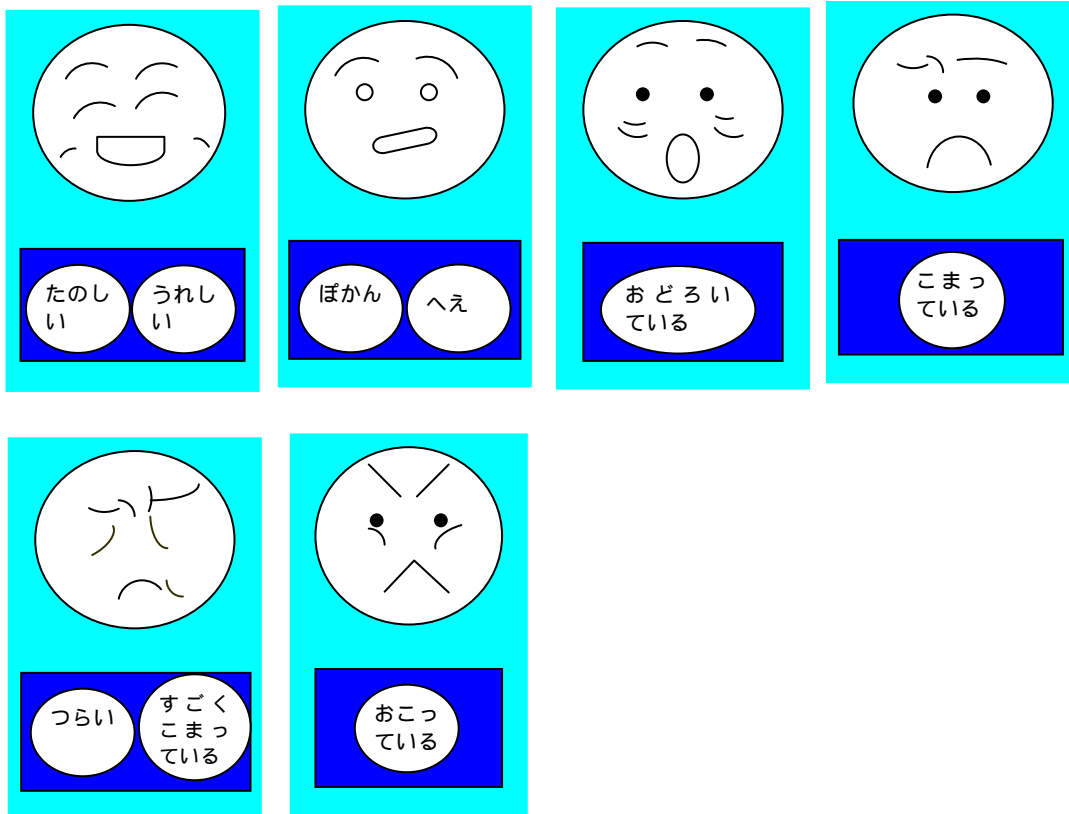 たのし
い
うれし
い
ぽかん
へえ
おどろい
ている
こまっ
ている
つらい
すごく
こまっ
ている
おこっ
ている